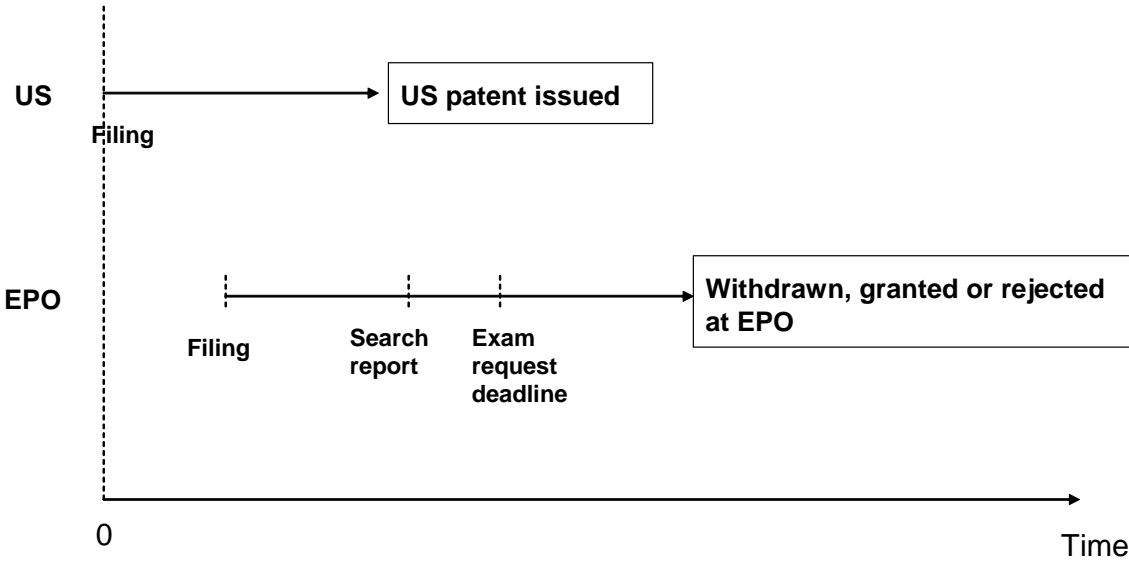 US
US patent issued
Filing
EPO
Withdrawn, granted or rejected
at EPO
Filing
Search
report
Exam
request
deadline
0
Time